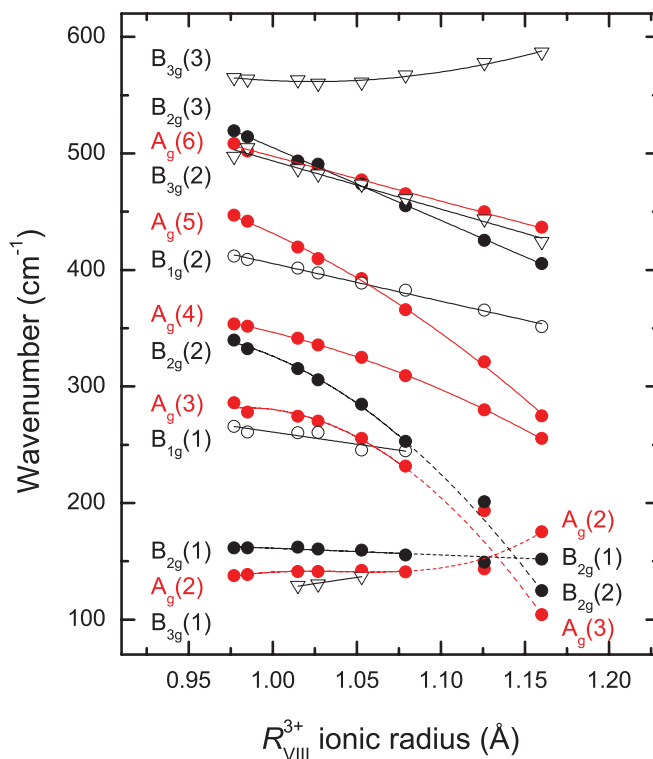 600
500
400
300
200
100
Wavenumber (cm⁻¹)
B₃g(3)
B₂g(3)
Ag(6)
B₃g(2)
Ag(5)
B₁g(2)
Ag(4)
B₂g(2)
Ag(3)
B₁g(1)
B₂g(1)
Ag(2)
B₃g(1)
Ag(2)
B₂g(1)
B₂g(2)
Ag(3)
0.95 1.00 1.05 1.10 1.15 1.20
R³⁺VIII ionic radius (Å)